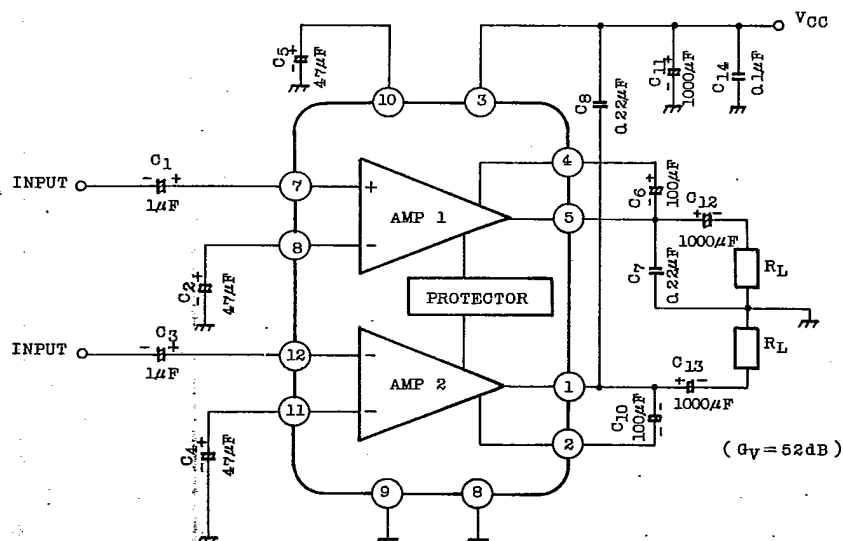 VCC
C5
- +
47μF
10
3
C8
0.22μF
C11
- +
1000μF
C14
0.1μF
4
C6
- +
100μF
C12
+ -
1000μF
INPUT
C1
- +
1μF
7
+
AMP 1
5
8
-
C2
- +
47μF
C7
0.22μF
RL
PROTECTOR
INPUT
C3
- +
1μF
12
-
AMP 2
1
C13
+ -
1000μF
RL
11
-
C4
- +
47μF
C10
100μF
- -
2
(GV=52dB)
9
8